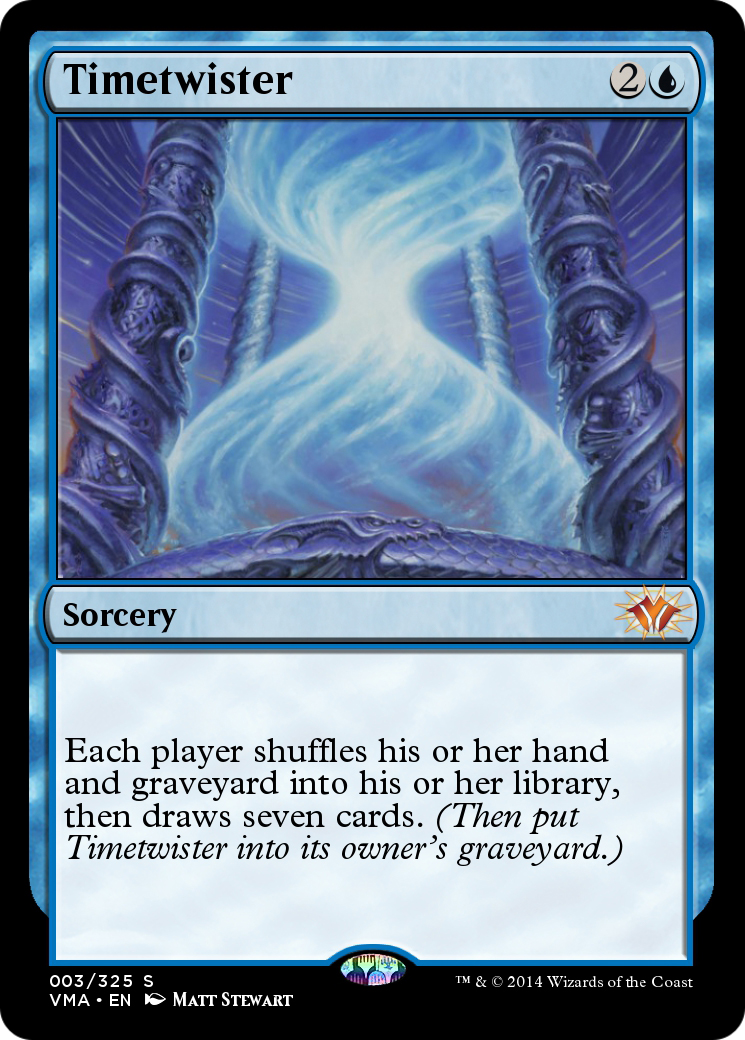 Timetwister 2
Sorcery
Each player shuffles his or her hand
and graveyard into his or her library,
then draws seven cards. (Then put
Timetwister into its owner's graveyard.)
003/325 S
VMA • EN Matt Stewart
™ & © 2014 Wizards of the Coast